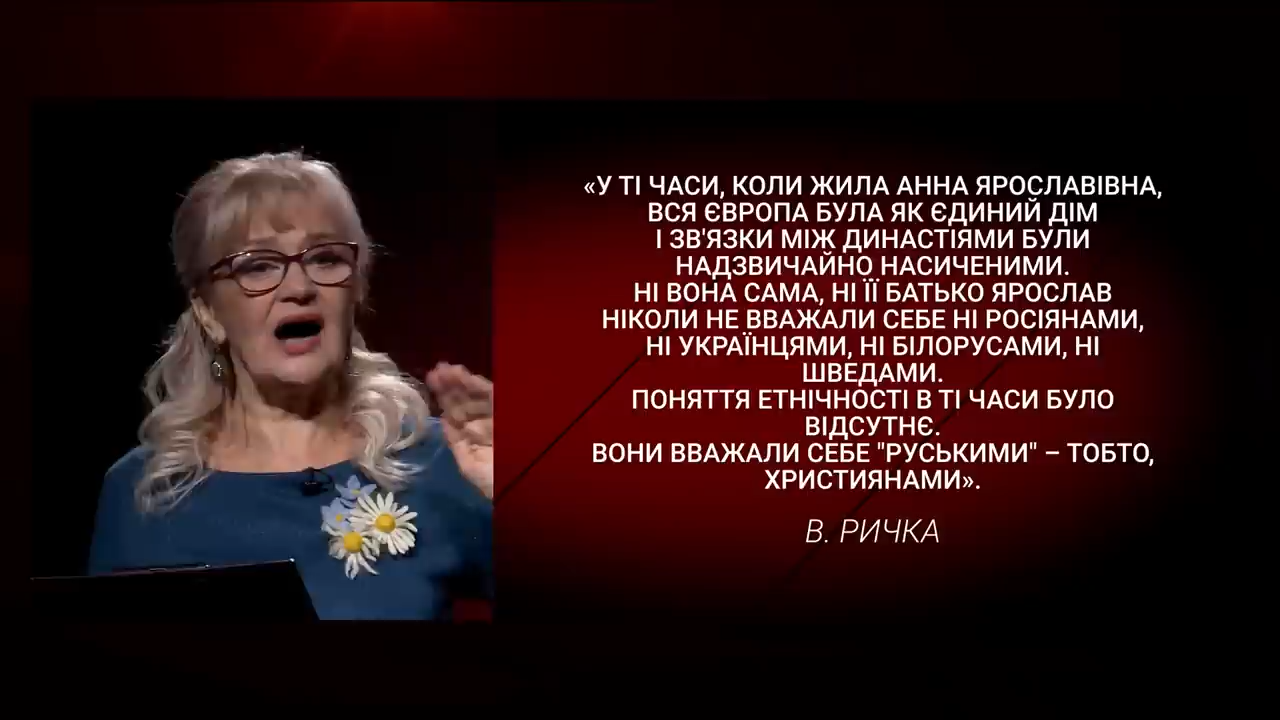 «У ТІ ЧАСИ, КОЛИ ЖИЛА АННА ЯРОСЛАВІВНА,
ВСЯ ЄВРОПА БУЛА ЯК ЄДИНИЙ ДІМ
І ЗВ'ЯЗКИ МІЖ ДИНАСТІЯМИ БУЛИ
НАДЗВИЧАЙНО НАСИЧЕНИМИ.
НІ ВОНА САМА, НІ ЇЇ БАТЬКО ЯРОСЛАВ
НІКОЛИ НЕ ВВАЖАЛИ СЕБЕ НІ РОСІЯНАМИ,
НІ УКРАЇНЦЯМИ, НІ БІЛОРУСАМИ, НІ
ШВЕДАМИ.
ПОНЯТТЯ ЕТНІЧНОСТІ В ТІ ЧАСИ БУЛО
ВІДСУТНЄ.
ВОНИ ВВАЖАЛИ СЕБЕ "РУСЬКИМИ" – ТОБТО,
ХРИСТИЯНАМИ».
В. РИЧКА